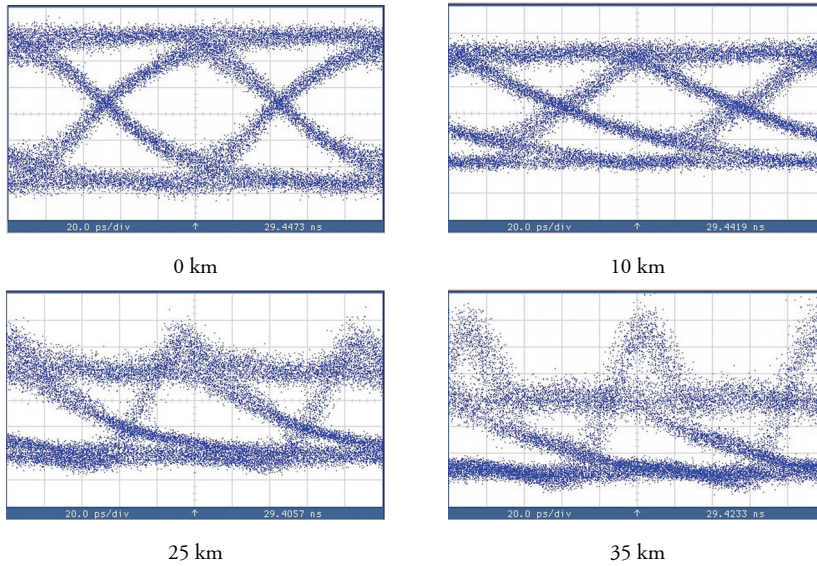 20.0 ps/div ↑ 29.4473 ns
20.0 ps/div ↑ 29.4419 ns
0 km
10 km
20.0 ps/div ↑ 29.4057 ns
20.0 ps/div ↑ 29.4233 ns
25 km
35 km